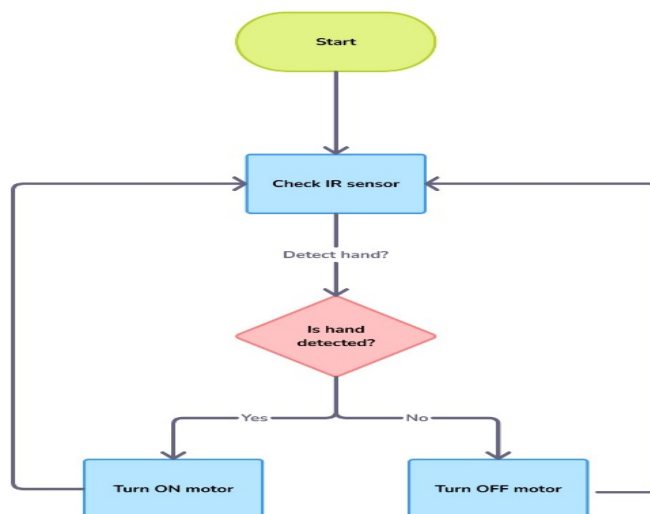 Start
Check IR sensor
Detect hand?
Is hand
detected?
Yes
No
Turn ON motor
Turn OFF motor